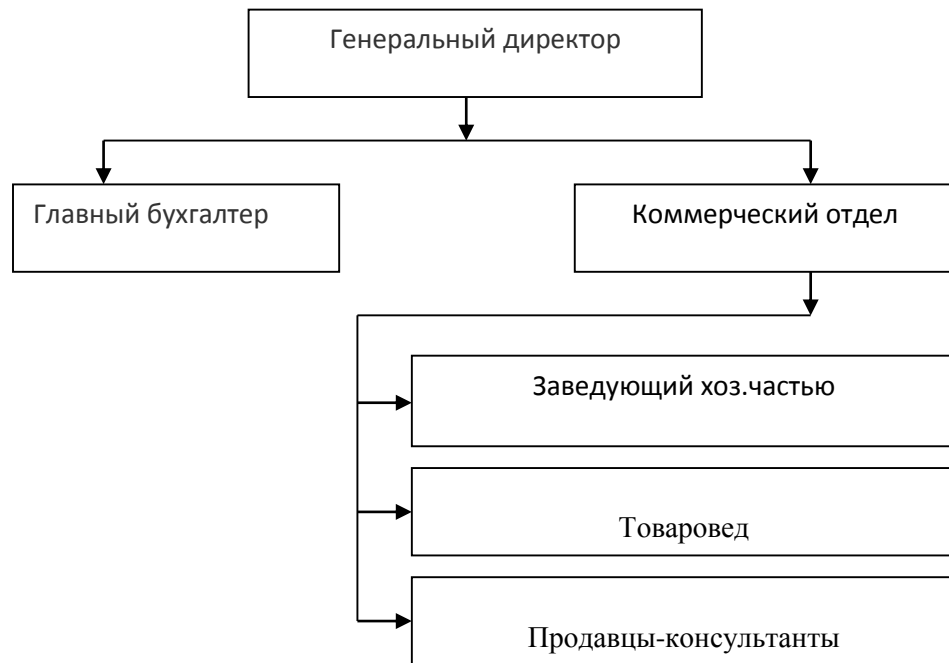 Генеральный директор
Главный бухгалтер
Коммерческий отдел
Заведующий хоз.частью
Товаровед
Продавцы-консультанты